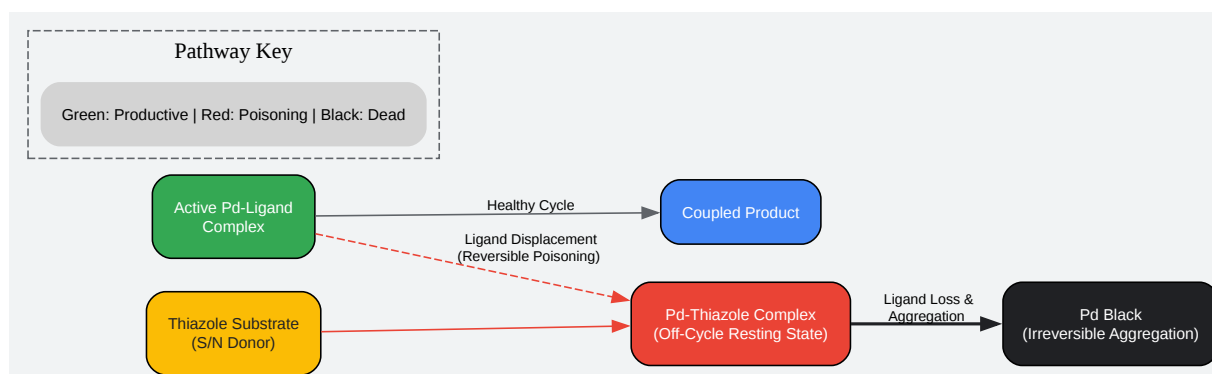 Pathway Key
Green: Productive | Red: Poisoning | Black: Dead
Active Pd-Ligand
Complex
Healthy Cycle
Coupled Product
Ligand Displacement
(Reversible Poisoning)
Thiazole Substrate
(S/N Donor)
Pd-Thiazole Complex
(Off-Cycle Resting State)
Ligand Loss &
Aggregation
Pd Black
(Irreversible Aggregation)